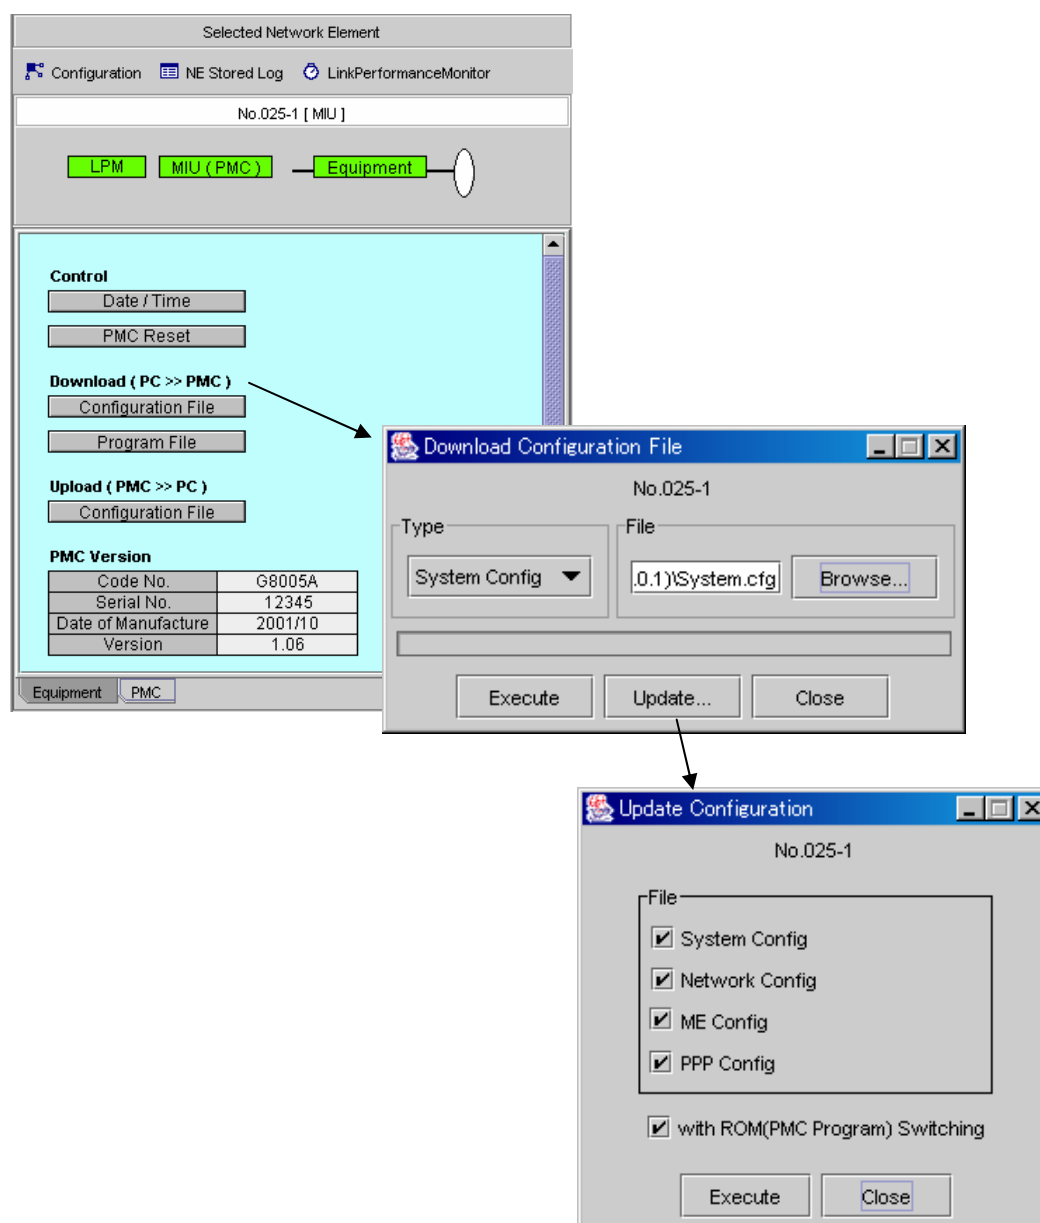 Selected Network Element
Configuration NE Stored Log LinkPerformanceMonitor
No.025-1 [ MIU ]
LPM MIU ( PMC ) Equipment
Control
Date / Time
PMC Reset
Download ( PC >> PMC )
Configuration File
Program File
Upload ( PMC >> PC )
Configuration File
PMC Version
Code No. G8005A
Serial No. 12345
Date of Manufacture 2001/10
Version 1.06
Equipment PMC
Download Configuration File
No.025-1
Type File
System Config .0.1)\System.cfg Browse...
Execute Update... Close
Update Configuration
No.025-1
File
System Config
Network Config
ME Config
PPP Config
with ROM(PMC Program) Switching
Execute Close